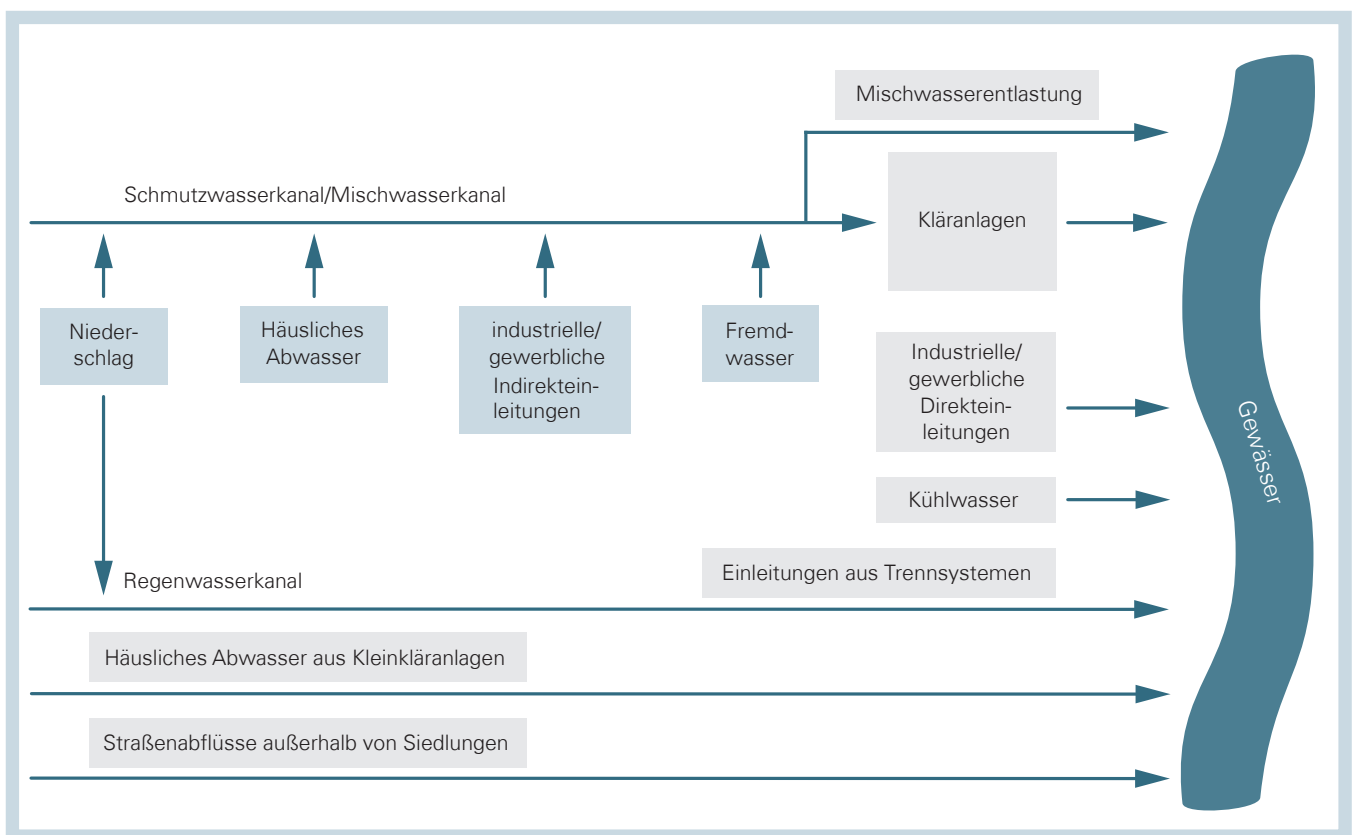 Mischwasserentlastung
Schmutzwasserkanal/Mischwasserkanal
Kläranlagen
Nieder-
schlag
Häusliches
Abwasser
industrielle/
gewerbliche
Indirektein-
leitungen
Fremd-
wasser
Industrielle/
gewerbliche
Direktein-
leitungen
Kühlwasser
Gewässer
Regenwasserkanal
Einleitungen aus Trennsystemen
Häusliches Abwasser aus Kleinkläranlagen
Straßenabflüsse außerhalb von Siedlungen